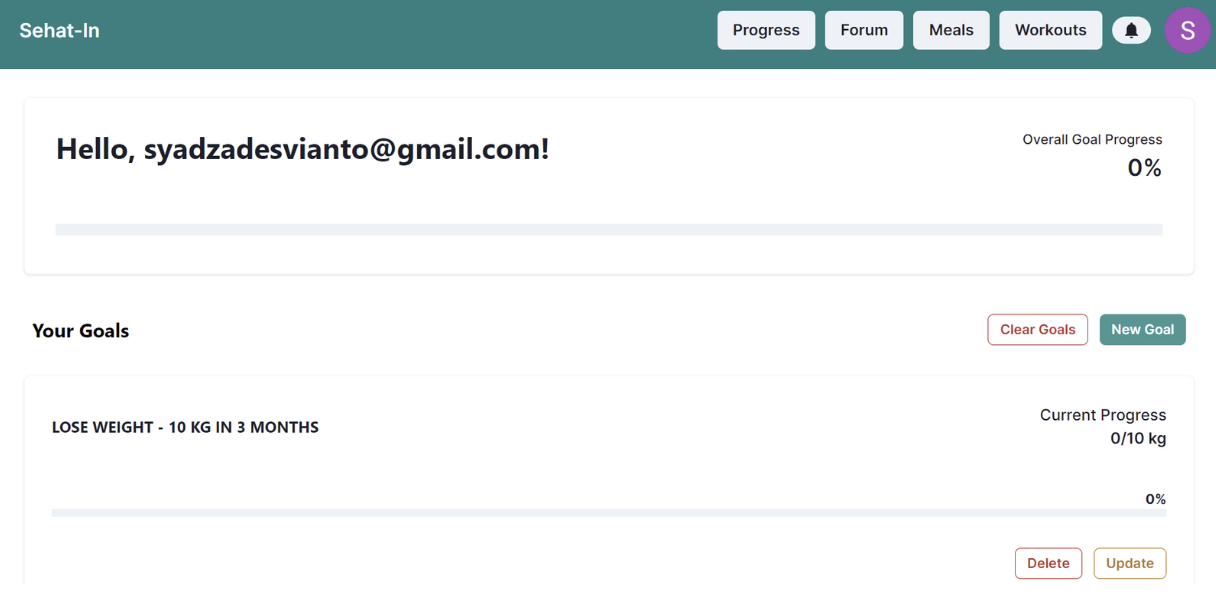 Sehat-In
Progress
Forum
Meals
Workouts
S
Hello, syadzadesvianto@gmail.com!
Overall Goal Progress
0%
Your Goals
Clear Goals
New Goal
LOSE WEIGHT - 10 KG IN 3 MONTHS
Current Progress
0/10 kg
0%
Delete
Update